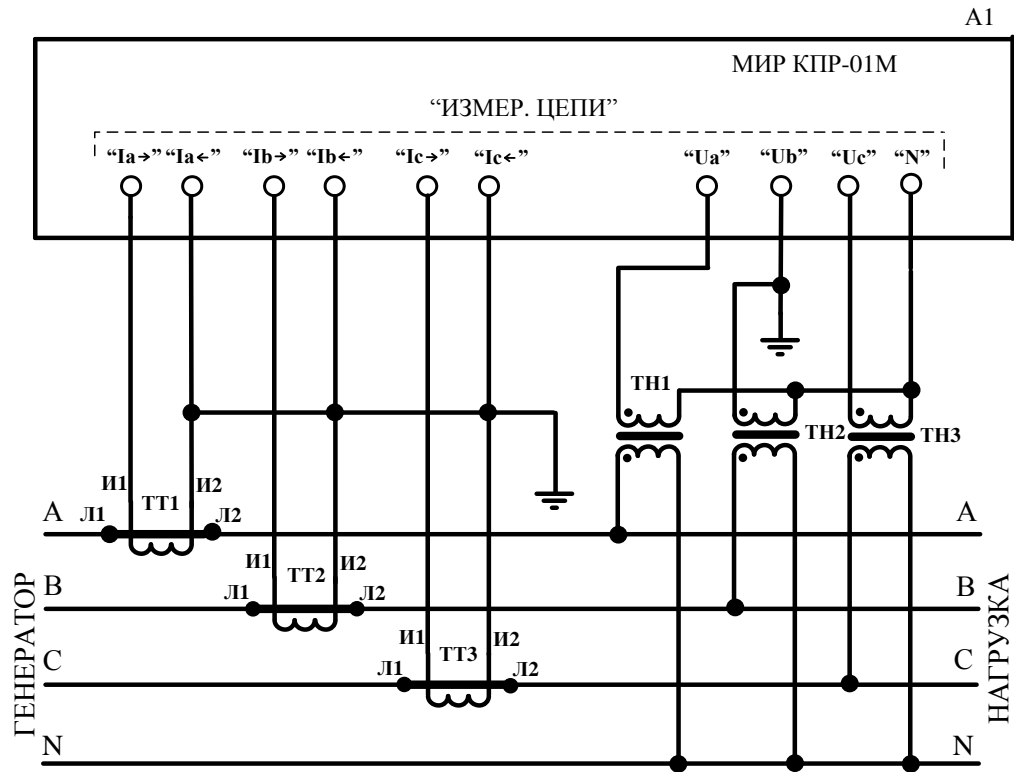 А1
МИР КПР-01М
“ИЗМЕР. ЦЕПИ”
“Ia→” “Ia←” “Ib→” “Ib←” “Ic→” “Ic←” “Ua” “Ub” “Uc” “N”
ТН1
ТН2 ТН3
И1 ТТ1 И2
A Л1 Л2 A
И1 ТТ2 И2
B Л1 Л2 B
И1 ТТ3 И2
C Л1 Л2 C
N N
ГЕНЕРАТОР
НАГРУЗКА